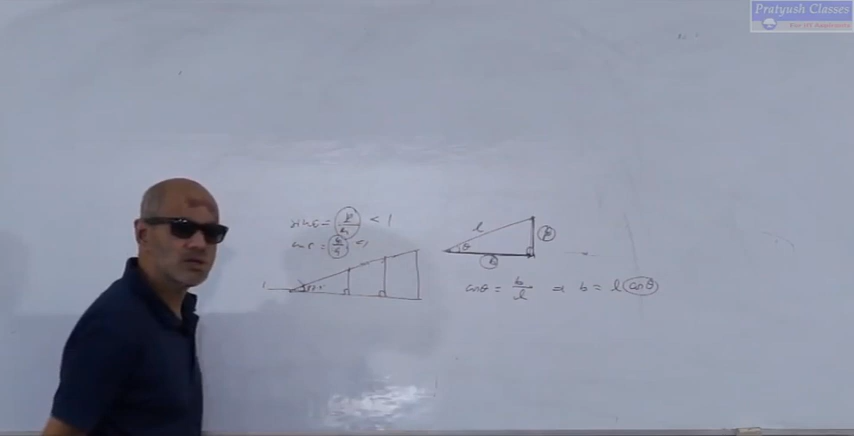 Pratyush Classes
sinθ = p/h < 1
cosθ = b/h < 1
l
θ
p
b
cosθ = b/l ⇒ b = l cosθ